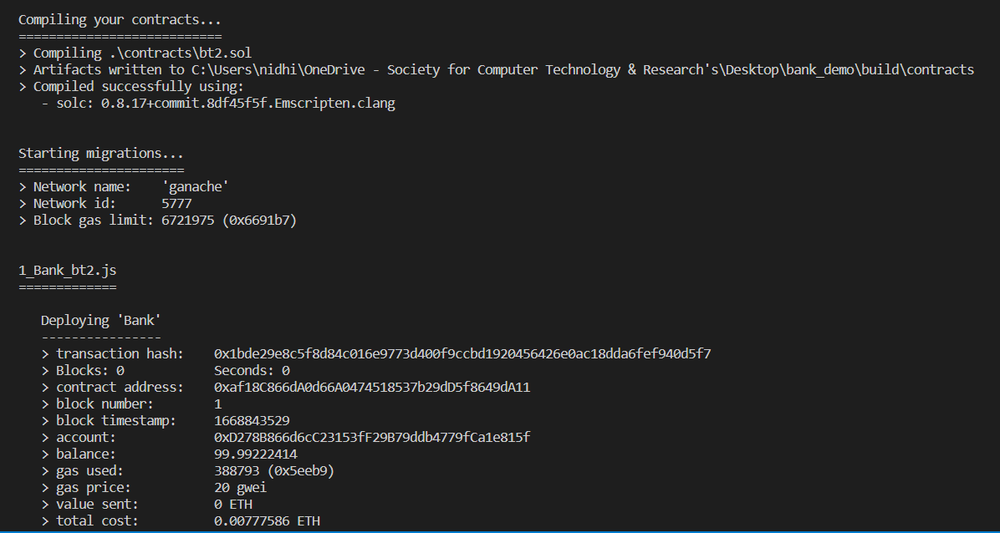 Compiling your contracts...
===========================
> Compiling .\contracts\bt2.sol
> Artifacts written to C:\Users\nidhi\OneDrive - Society for Computer Technology & Research's\Desktop\bank_demo\build\contracts
> Compiled successfully using:
   - solc: 0.8.17+commit.8df45f5f.Emscripten.clang
Starting migrations...
======================
> Network name:    'ganache'
> Network id:      5777
> Block gas limit: 6721975 (0x6691b7)
1_Bank_bt2.js
=============
   Deploying 'Bank'
   ----------------
   > transaction hash:    0x1bde29e8c5f8d84c016e9773d400f9ccbd1920456426e0ac18dda6fef940d5f7
   > Blocks: 0            Seconds: 0
   > contract address:    0xaf18C866dA0d66A0474518537b29dD5f8649dA11
   > block number:        1
   > block timestamp:     1668843529
   > account:             0xD278B866d6cC23153fF29B79ddb4779fCa1e815f
   > balance:             99.99222414
   > gas used:            388793 (0x5eeb9)
   > gas price:           20 gwei
   > value sent:          0 ETH
   > total cost:          0.00777586 ETH